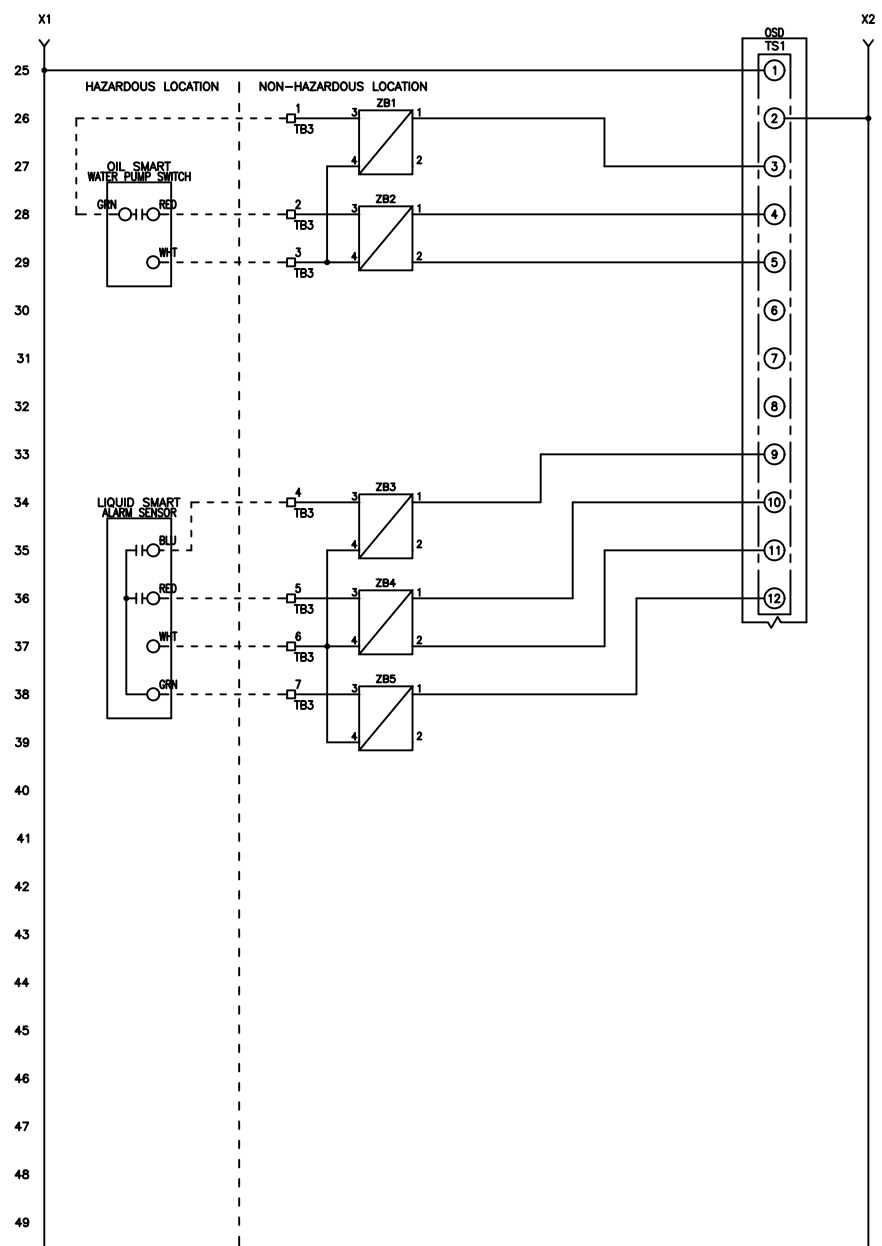 X1 X2
OSD
TS1
25 1
HAZARDOUS LOCATION NON-HAZARDOUS LOCATION
ZB1
26 1 3 1 2
TB3
27 4 2 3
OIL SMART
WATER PUMP SWITCH
ZB2
GRN RED
28 2 3 1 4
TB3
WHT
29 3 4 2 5
TB3
30 6
31 7
32 8
33 9
ZB3
34 4 3 1 10
TB3
LIQUID SMART
ALARM SENSOR
BLU
35 4 2 11
ZB4
RED
36 5 3 1 12
TB3
WHT
37 6 4 2
TB3
ZB5
GRN
38 7 3 1
TB3
39 4 2
40
41
42
43
44
45
46
47
48
49